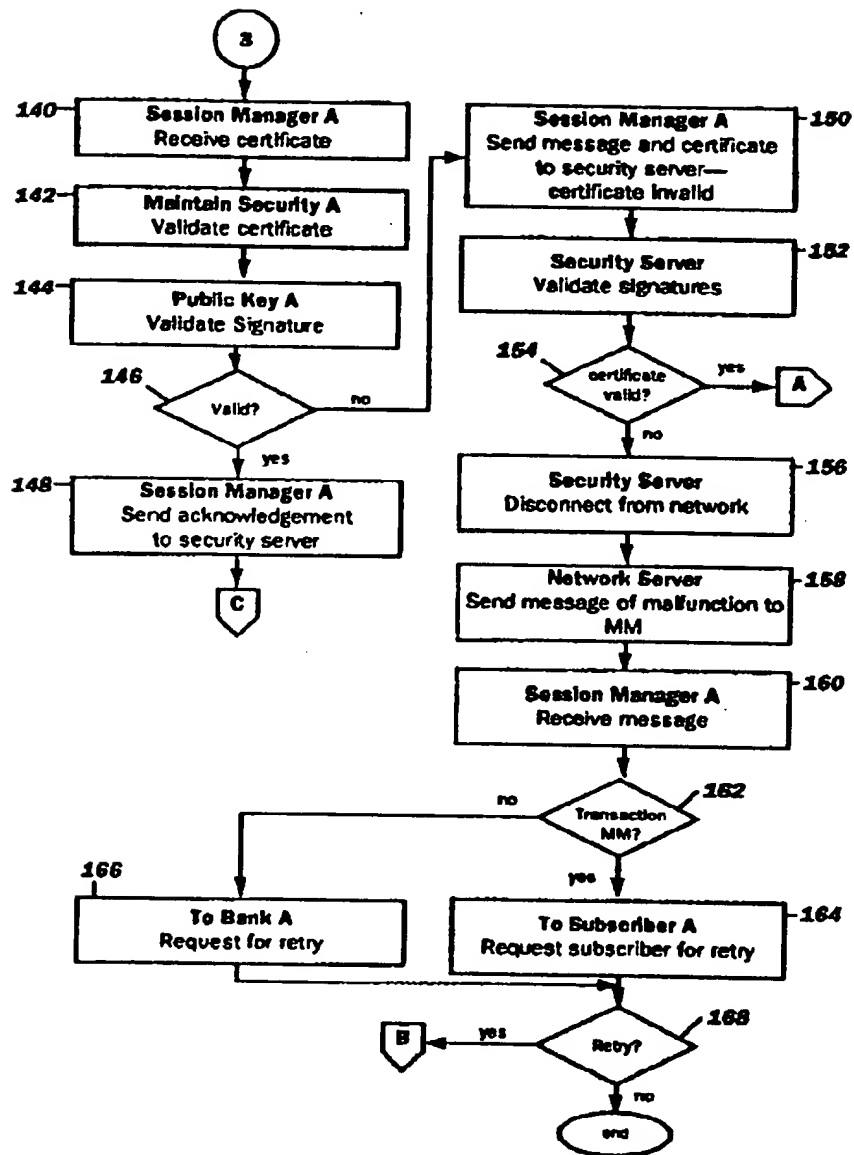 3
140
Session Manager A
Receive certificate
142
Maintain Security A
Validate certificate
144
Public Key A
Validate Signature
146
Valid?
no
yes
148
Session Manager A
Send acknowledgement
to security server
C
150
Session Manager A
Send message and certificate
to security server—
certificate invalid
152
Security Server
Validate signatures
154
certificate
valid?
yes
A
no
156
Security Server
Disconnect from network
158
Network Server
Send message of malfunction to
MM
160
Session Manager A
Receive message
162
Transaction
MM?
no
yes
166
To Bank A
Request for retry
164
To Subscriber A
Request subscriber for retry
168
Retry?
yes
B
no
end